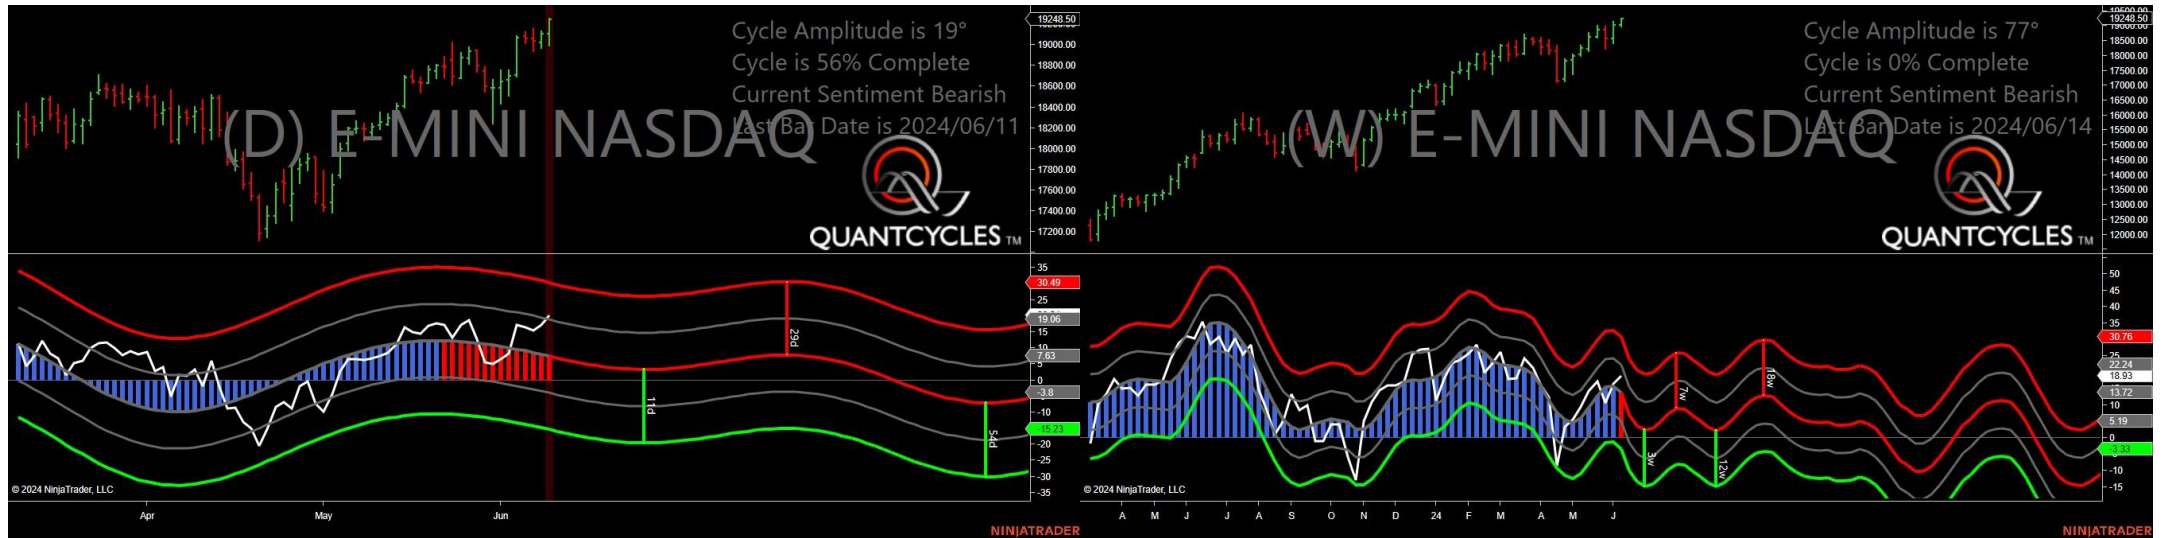 Cycle Amplitude is 19°
Cycle is 56% Complete
Current Sentiment Bearish
Last Bar Date is 2024/06/11
(D) E-MINI NASDAQ
QUANTCYCLES TM
19248.50
19000.00
18800.00
18600.00
18400.00
18200.00
18000.00
17800.00
17600.00
17400.00
17200.00
35
30.49
25
19.06
15
10
7.63
5
0
-3.8
-10
-15.23
-20
-25
-30
-35
11d
29d
54d
© 2024 NinjaTrader, LLC
Apr May Jun
NINJATRADER
Cycle Amplitude is 77°
Cycle is 0% Complete
Current Sentiment Bearish
Last Bar Date is 2024/06/14
(W) E-MINI NASDAQ
QUANTCYCLES TM
19500.00
19248.50
18500.00
18000.00
17500.00
17000.00
16500.00
16000.00
15500.00
15000.00
14500.00
14000.00
13500.00
13000.00
12500.00
12000.00
50
45
40
35
30.76
25
22.24
18.93
13.72
10
5.19
0
-3.33
-10
-15
3w
7w
12w
18w
© 2024 NinjaTrader, LLC
A M J J A S O N D 24 F M A M J
NINJATRADER